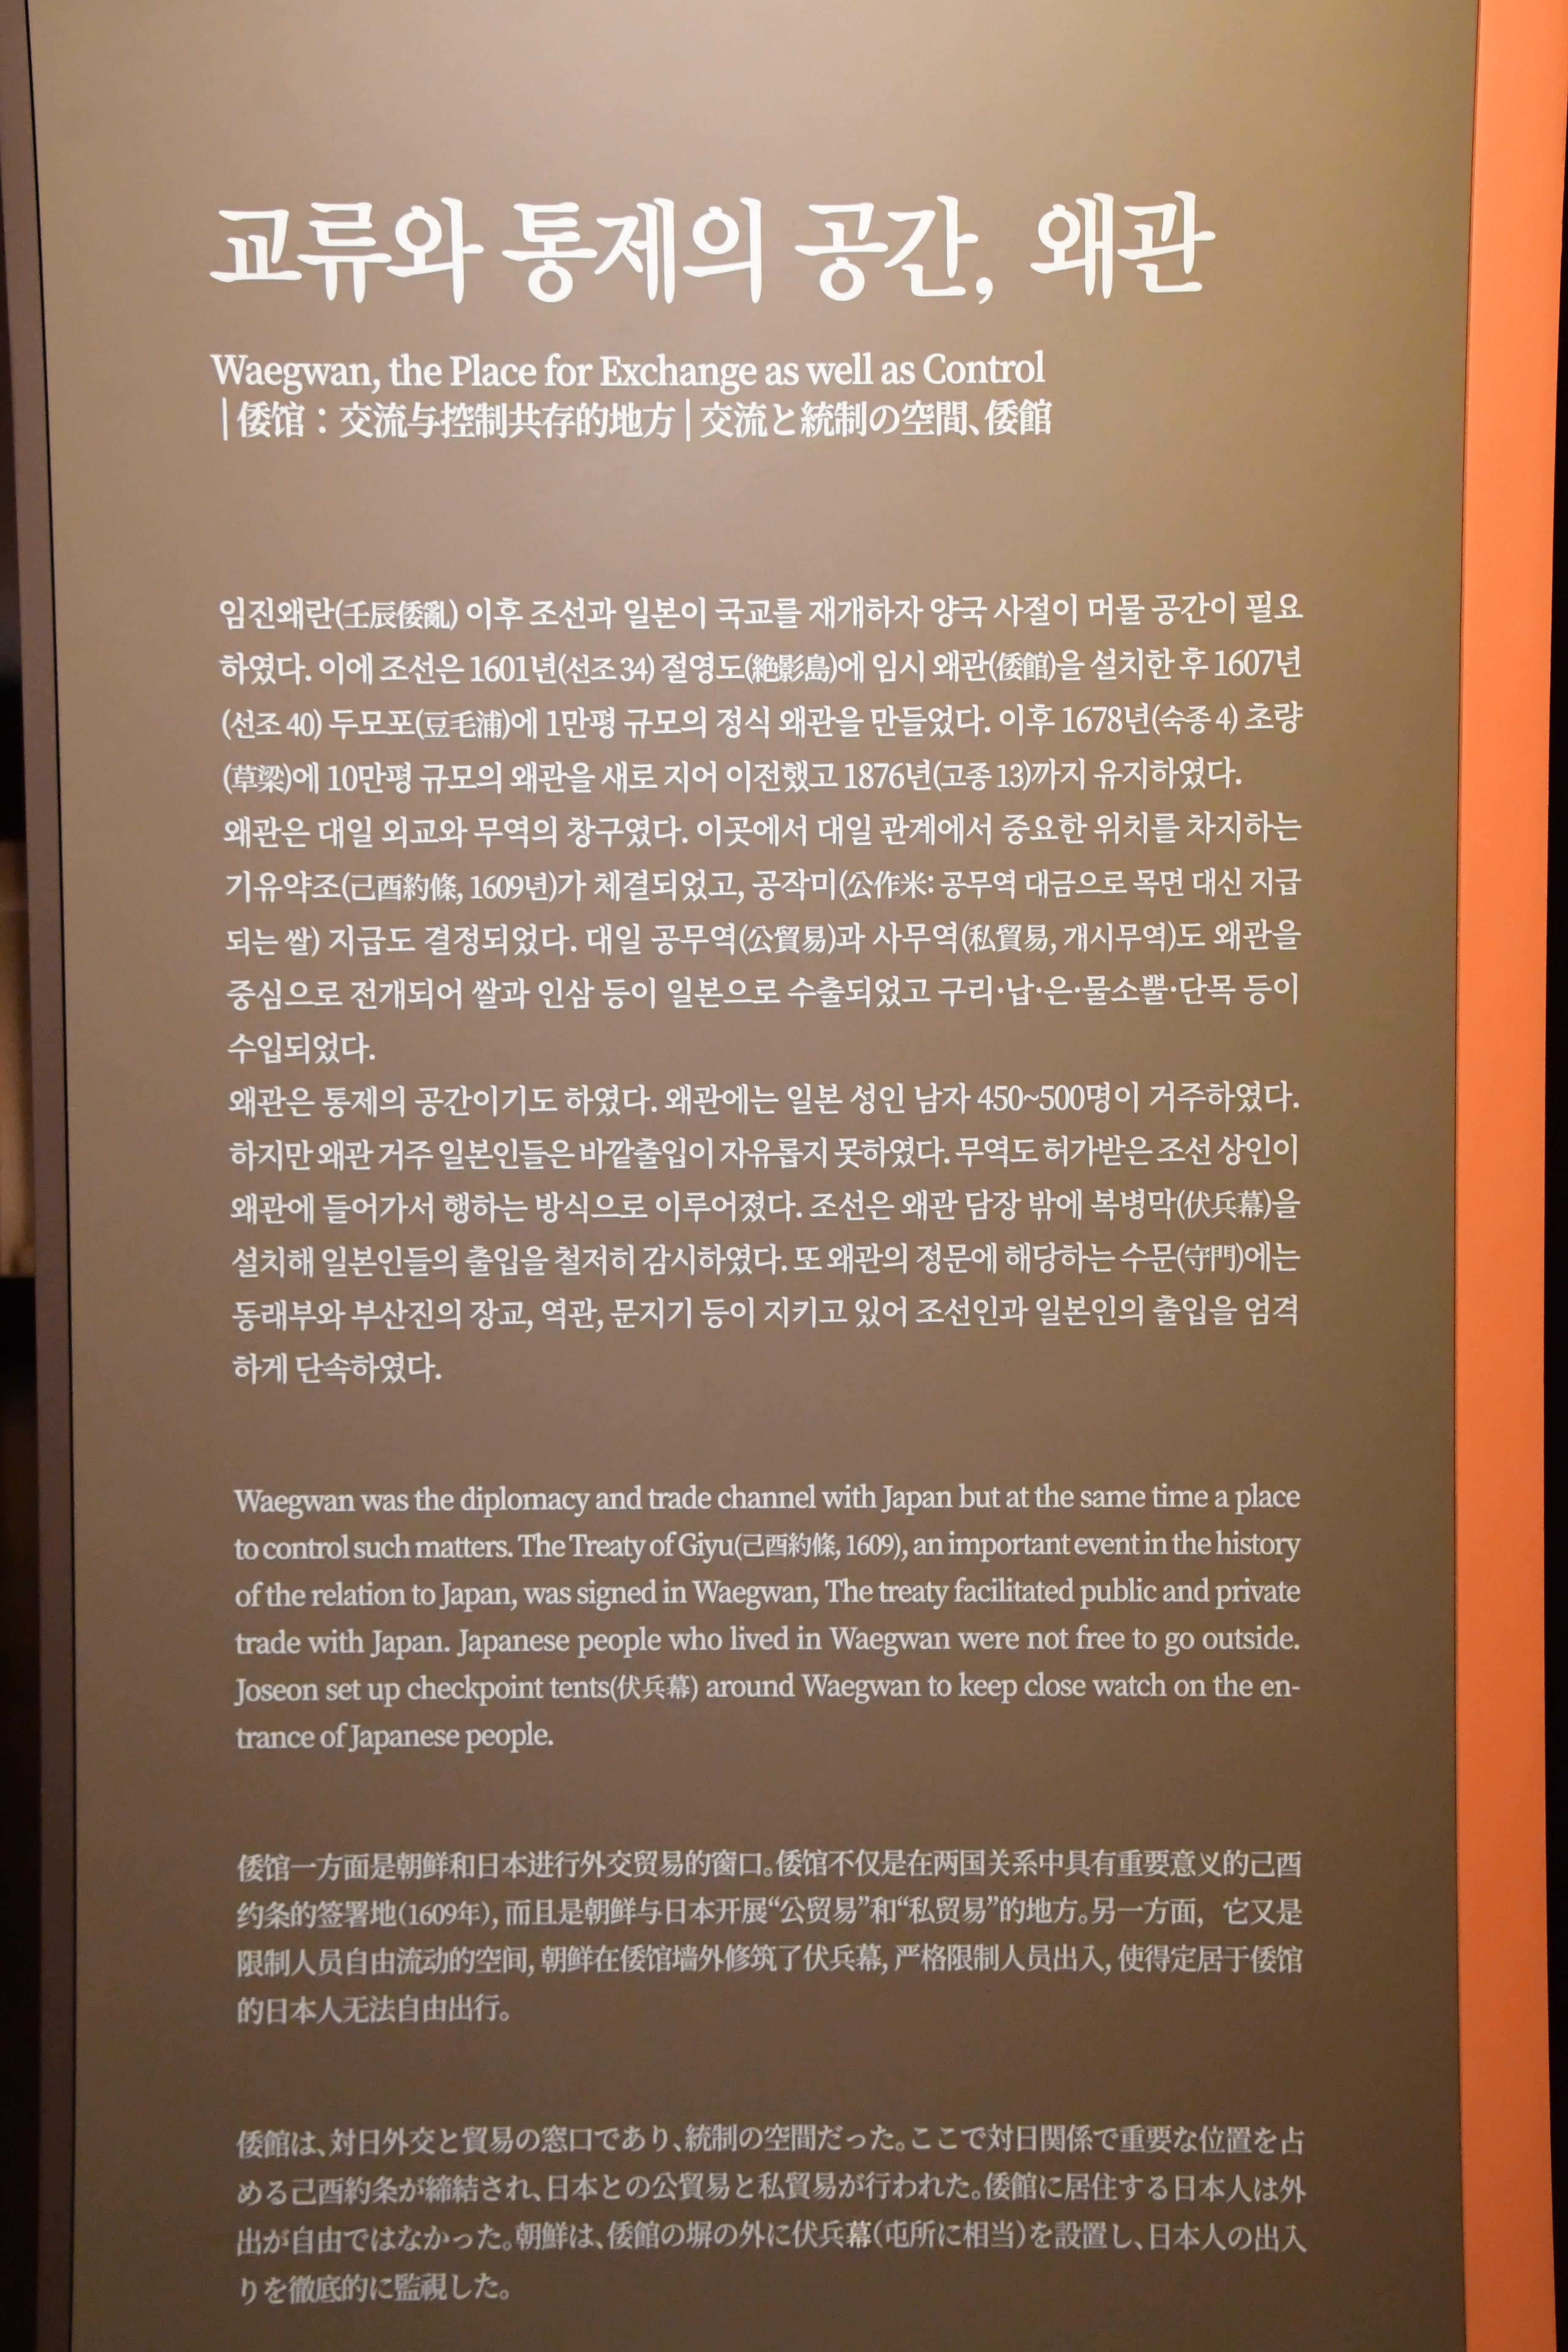 교류와 통제의 공간, 왜관
Waegwan, the Place for Exchange as well as Control
| 倭馆：交流与控制共存的地方 | 交流と統制の空間、倭館
임진왜란(壬辰倭亂) 이후 조선과 일본이 국교를 재개하자 양국 사절이 머물 공간이 필요
하였다. 이에 조선은 1601년(선조 34) 절영도(絶影島)에 임시 왜관(倭館)을 설치한 후 1607년
(선조 40) 두모포(豆毛浦)에 1만평 규모의 정식 왜관을 만들었다. 이후 1678년(숙종 4) 초량
(草梁)에 10만평 규모의 왜관을 새로 지어 이전했고 1876년(고종 13)까지 유지하였다.
왜관은 대일 외교와 무역의 창구였다. 이곳에서 대일 관계에서 중요한 위치를 차지하는
기유약조(己酉約條, 1609년)가 체결되었고, 공작미(公作米: 공무역 대금으로 목면 대신 지급
되는 쌀) 지급도 결정되었다. 대일 공무역(公貿易)과 사무역(私貿易, 개시무역)도 왜관을
중심으로 전개되어 쌀과 인삼 등이 일본으로 수출되었고 구리·납·은·물소뿔·단목 등이
수입되었다.
왜관은 통제의 공간이기도 하였다. 왜관에는 일본 성인 남자 450~500명이 거주하였다.
하지만 왜관 거주 일본인들은 바깥출입이 자유롭지 못하였다. 무역도 허가받은 조선 상인이
왜관에 들어가서 행하는 방식으로 이루어졌다. 조선은 왜관 담장 밖에 복병막(伏兵幕)을
설치해 일본인들의 출입을 철저히 감시하였다. 또 왜관의 정문에 해당하는 수문(守門)에는
동래부와 부산진의 장교, 역관, 문지기 등이 지키고 있어 조선인과 일본인의 출입을 엄격
하게 단속하였다.
Waegwan was the diplomacy and trade channel with Japan but at the same time a place
to control such matters. The Treaty of Giyu(己酉約條, 1609), an important event in the history
of the relation to Japan, was signed in Waegwan, The treaty facilitated public and private
trade with Japan. Japanese people who lived in Waegwan were not free to go outside.
Joseon set up checkpoint tents(伏兵幕) around Waegwan to keep close watch on the en-
trance of Japanese people.
倭馆一方面是朝鲜和日本进行外交贸易的窗口。倭馆不仅是在两国关系中具有重要意义的己酉
约条的签署地(1609年), 而且是朝鲜与日本开展“公贸易”和“私贸易”的地方。另一方面，它又是
限制人员自由流动的空间, 朝鲜在倭馆墙外修筑了伏兵幕, 严格限制人员出入, 使得定居于倭馆
的日本人无法自由出行。
倭館は、対日外交と貿易の窓口であり、統制の空間だった。ここで対日関係で重要な位置を占
める己酉約条が締結され、日本との公貿易と私貿易が行われた。倭館に居住する日本人は外
出が自由ではなかった。朝鮮は、倭館の塀の外に伏兵幕(屯所に相当)を設置し、日本人の出入
りを徹底的に監視した。